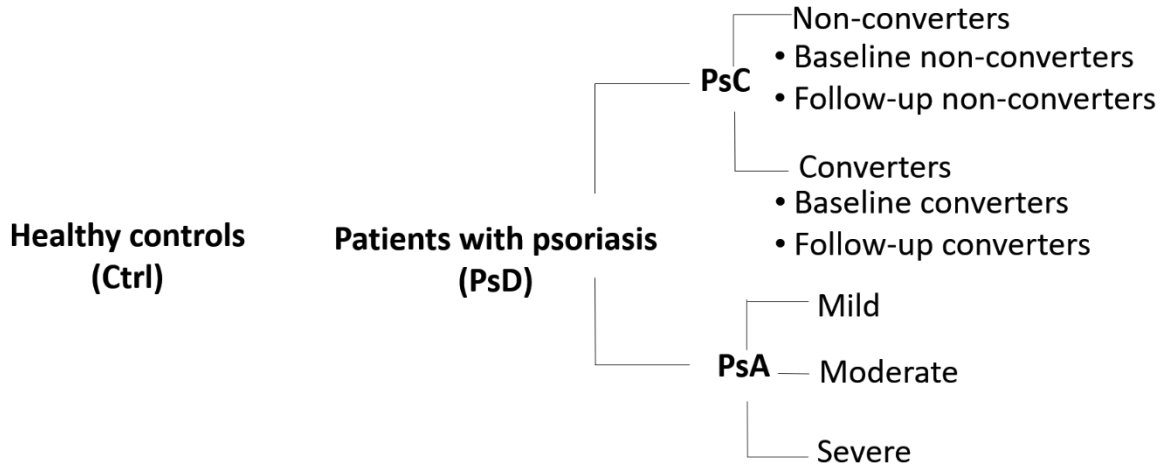 Healthy controls
(Ctrl)
Patients with psoriasis
(PsD)
PsC
Non-converters
• Baseline non-converters
• Follow-up non-converters
Converters
• Baseline converters
• Follow-up converters
PsA
Mild
Moderate
Severe